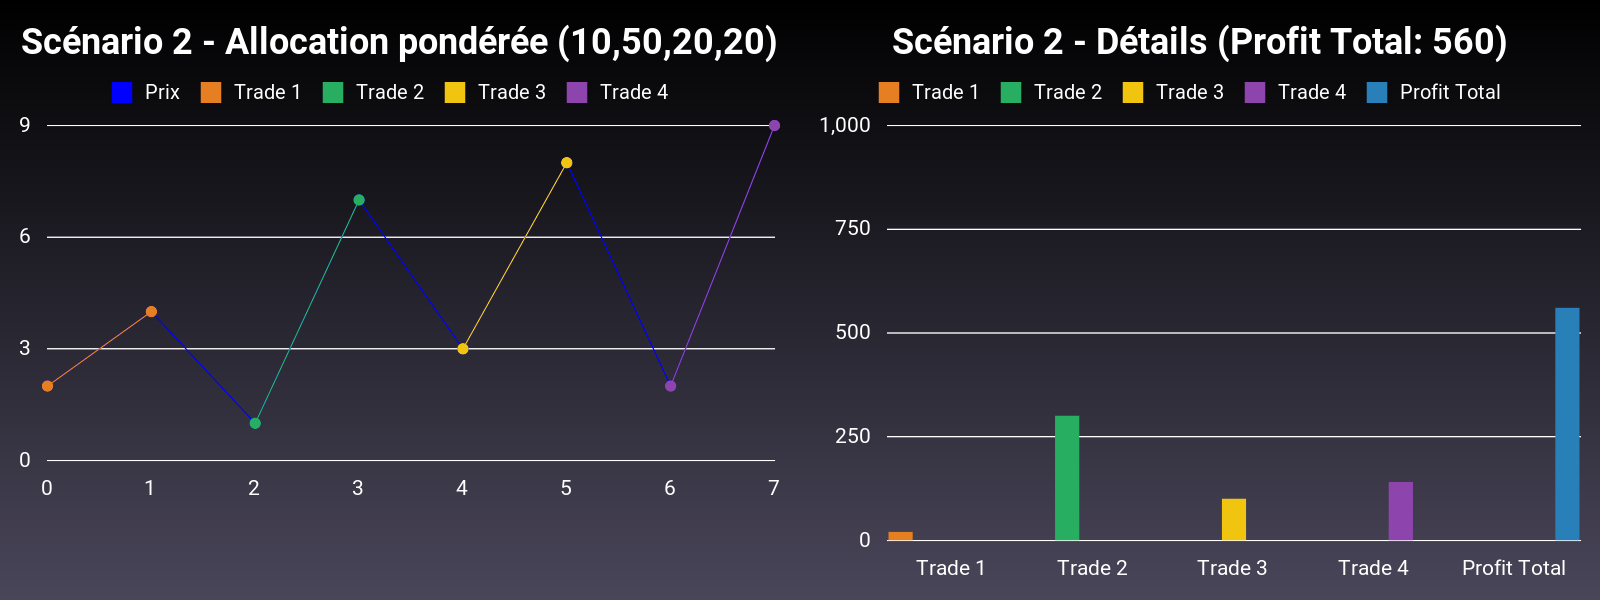 Scénario 2 - Allocation pondérée (10,50,20,20)
Prix Trade 1 Trade 2 Trade 3 Trade 4
9
6
3
0
0 1 2 3 4 5 6 7
Scénario 2 - Détails (Profit Total: 560)
Trade 1 Trade 2 Trade 3 Trade 4 Profit Total
1,000
750
500
250
0
Trade 1 Trade 2 Trade 3 Trade 4 Profit Total